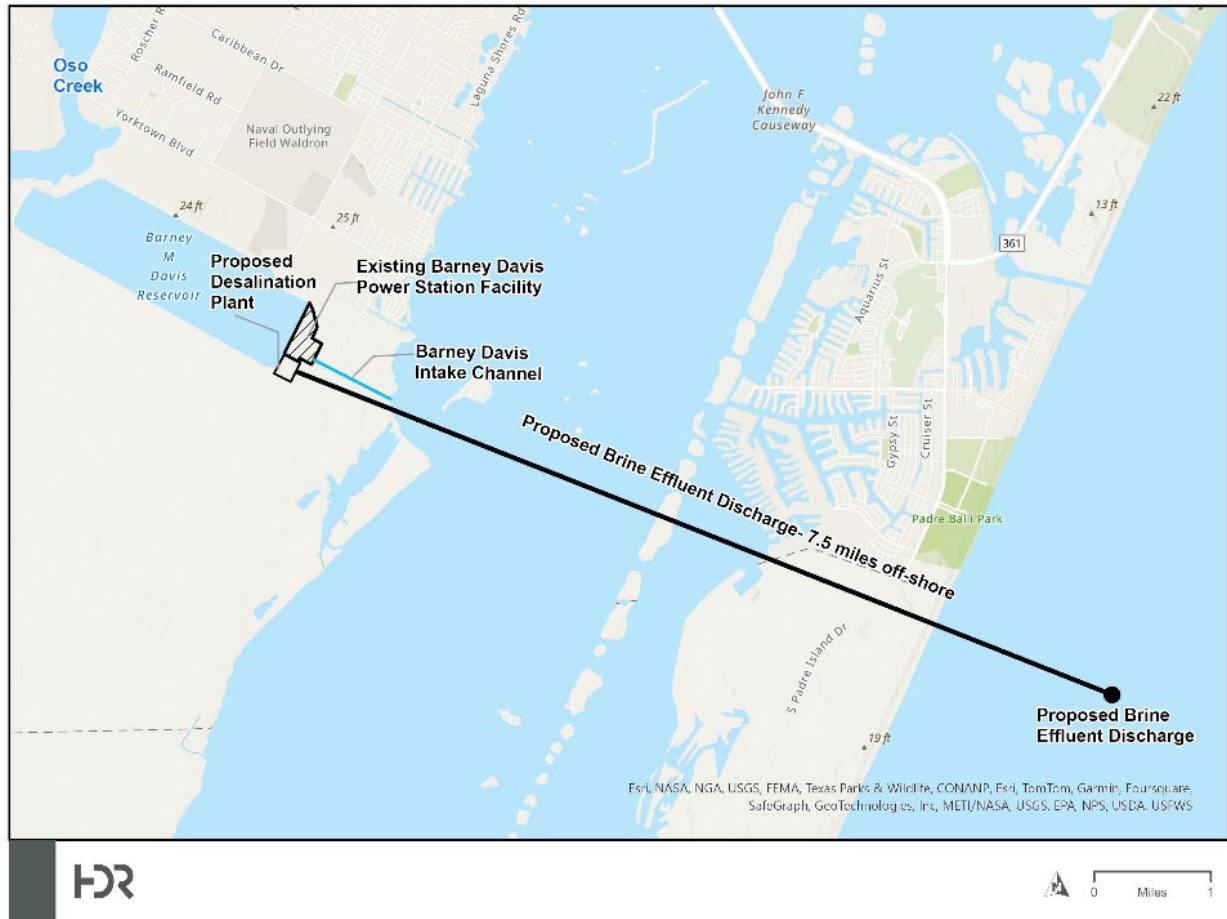 Oso
Creek
Roscher R
Caribbean Dr
Ramfield Rd
Yorktown Blvd
Laguna Shores Rd
Naval Outlying
Field Waldron
John F
Kennedy
Causeway
22 ft
24 ft
25 ft
13 ft
361
Barney
M
Davis
Reservoir
Proposed
Desalination
Plant
Existing Barney Davis
Power Station Facility
Barney Davis
Intake Channel
Aquarius St
Gypsy St
Cruiser St
Padre Balli Park
Proposed Brine Effluent Discharge- 7.5 miles off-shore
S Padre Island Dr
19 ft
Proposed Brine
Effluent Discharge
Esri, NASA, NGA, USGS, FEMA, Texas Parks & Wildlife, CONANP, Esri, TomTom, Garmin, Foursquare,
SafeGraph, GeoTechnologies, Inc, METI/NASA, USGS, EPA, NPS, USDA, USFWS
HDR
N
0 Miles 1